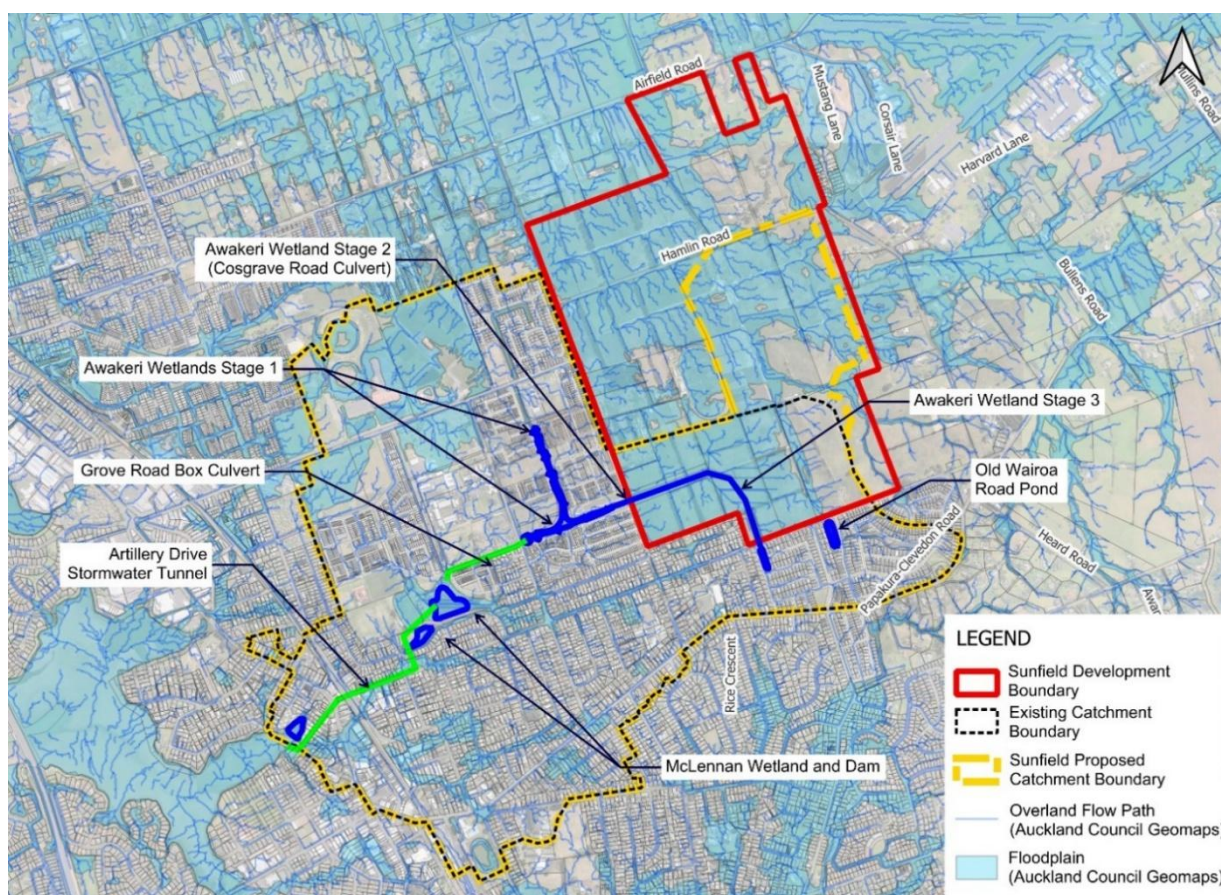 Airfield Road
Mustang Lane
Corsair Lane
Harvard Lane
Mullins Road
Awakeri Wetland Stage 2
(Cosgrave Road Culvert)
Hamlin Road
Bullens Road
Awakeri Wetlands Stage 1
Awakeri Wetland Stage 3
Grove Road Box Culvert
Old Wairoa
Road Pond
Artillery Drive
Stormwater Tunnel
Papakura-Clevedon Road
Heard Road
Rice Crescent
McLennan Wetland and Dam
LEGEND
Sunfield Development
Boundary
Existing Catchment
Boundary
Sunfield Proposed
Catchment Boundary
Overland Flow Path
(Auckland Council Geomaps)
Floodplain
(Auckland Council Geomaps)